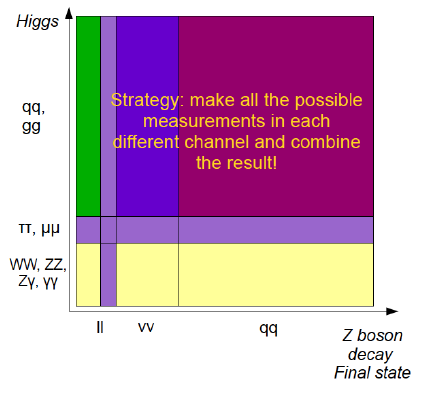 Higgs
qq,
gg
Strategy: make all the possible
measurements in each
different channel and combine
the result!
ττ, μμ
WW, ZZ,
Zγ, γγ
ll
νν
qq
Z boson
decay
Final state